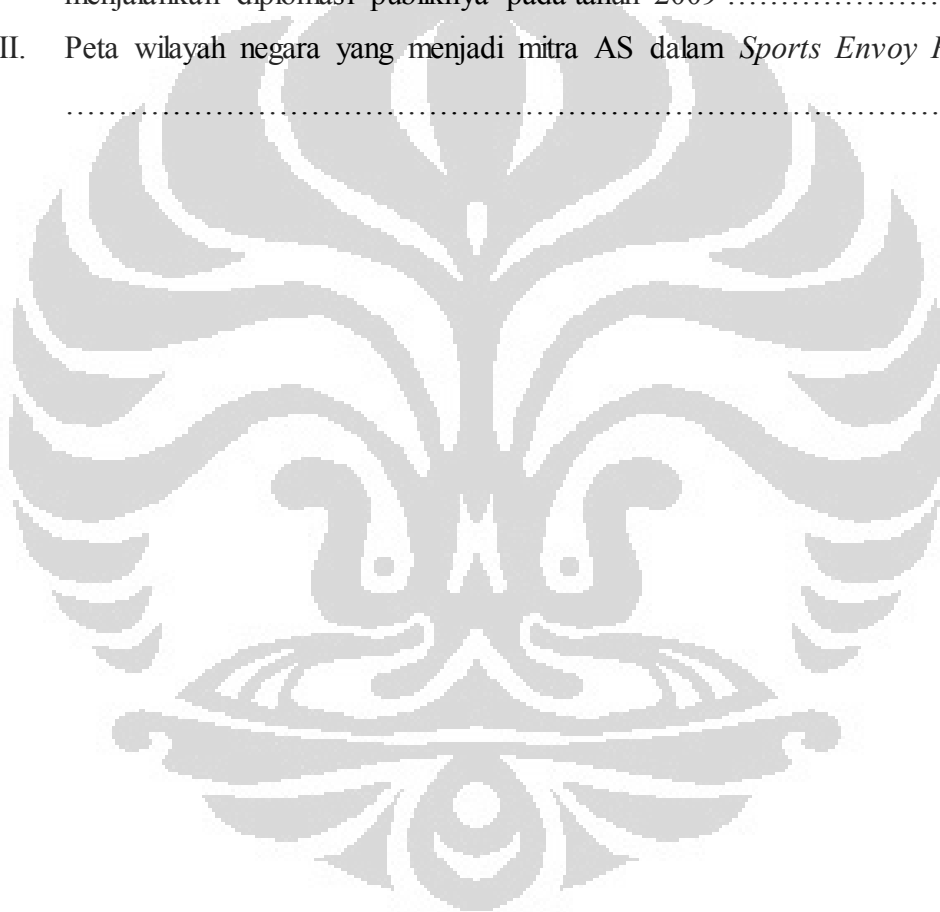 menjalankan diplomasi publiknya pada tahun 2009 ……………………
II. Peta wilayah negara yang menjadi mitra AS dalam Sports Envoy
………………………………………………………………………………